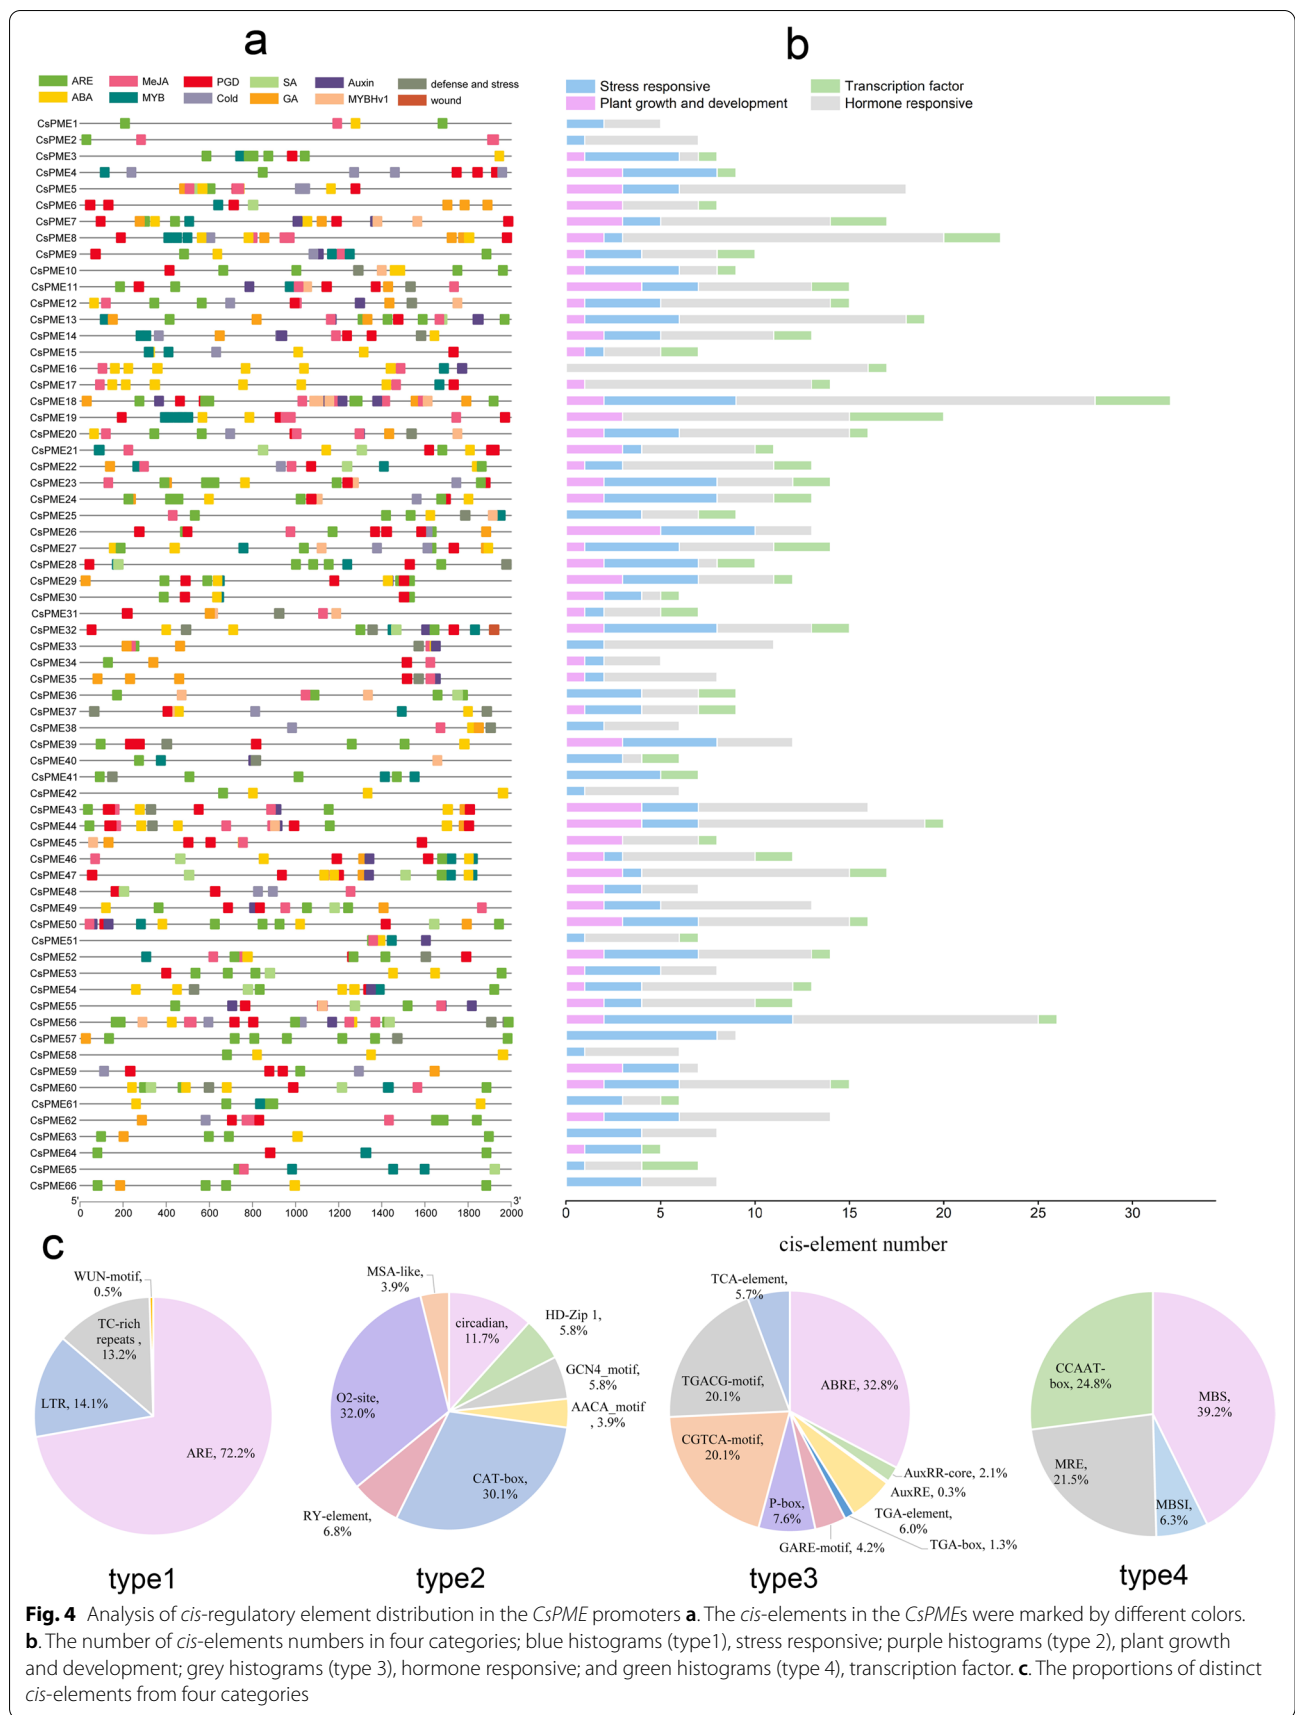 a
b
ARE
MeJA
PGD
SA
Auxin
defense and stress
ABA
MYB
Cold
GA
MYBHv1
wound
Stress responsive
Transcription factor
Plant growth and development
Hormone responsive
CsPME1
CsPME2
CsPME3
CsPME4
CsPME5
CsPME6
CsPME7
CsPME8
CsPME9
CsPME10
CsPME11
CsPME12
CsPME13
CsPME14
CsPME15
CsPME16
CsPME17
CsPME18
CsPME19
CsPME20
CsPME21
CsPME22
CsPME23
CsPME24
CsPME25
CsPME26
CsPME27
CsPME28
CsPME29
CsPME30
CsPME31
CsPME32
CsPME33
CsPME34
CsPME35
CsPME36
CsPME37
CsPME38
CsPME39
CsPME40
CsPME41
CsPME42
CsPME43
CsPME44
CsPME45
CsPME46
CsPME47
CsPME48
CsPME49
CsPME50
CsPME51
CsPME52
CsPME53
CsPME54
CsPME55
CsPME56
CsPME57
CsPME58
CsPME59
CsPME60
CsPME61
CsPME62
CsPME63
CsPME64
CsPME65
CsPME66
5' 3'
0 200 400 600 800 1000 1200 1400 1600 1800 2000
0 5 10 15 20 25 30
cis-element number
c
WUN-motif,
0.5%
TC-rich
repeats ,
13.2%
LTR, 14.1%
ARE, 72.2%
type1
MSA-like,
3.9%
circadian,
11.7%
HD-Zip 1,
5.8%
GCN4_motif,
5.8%
AACA_motif
, 3.9%
O2-site,
32.0%
CAT-box,
30.1%
RY-element,
6.8%
type2
TCA-element,
5.7%
TGACG-motif,
20.1%
ABRE, 32.8%
CGTCA-motif,
20.1%
AuxRR-core, 2.1%
AuxRE, 0.3%
TGA-element,
6.0%
P-box,
7.6%
TGA-box, 1.3%
GARE-motif, 4.2%
type3
CCAAT-
box, 24.8%
MBS,
39.2%
MRE,
21.5%
MBSI,
6.3%
type4
Fig. 4 Analysis of cis-regulatory element distribution in the CsPME promoters a. The cis-elements in the CsPMEs were marked by different colors.
b. The number of cis-elements numbers in four categories; blue histograms (type1), stress responsive; purple histograms (type 2), plant growth
and development; grey histograms (type 3), hormone responsive; and green histograms (type 4), transcription factor. c. The proportions of distinct
cis-elements from four categories